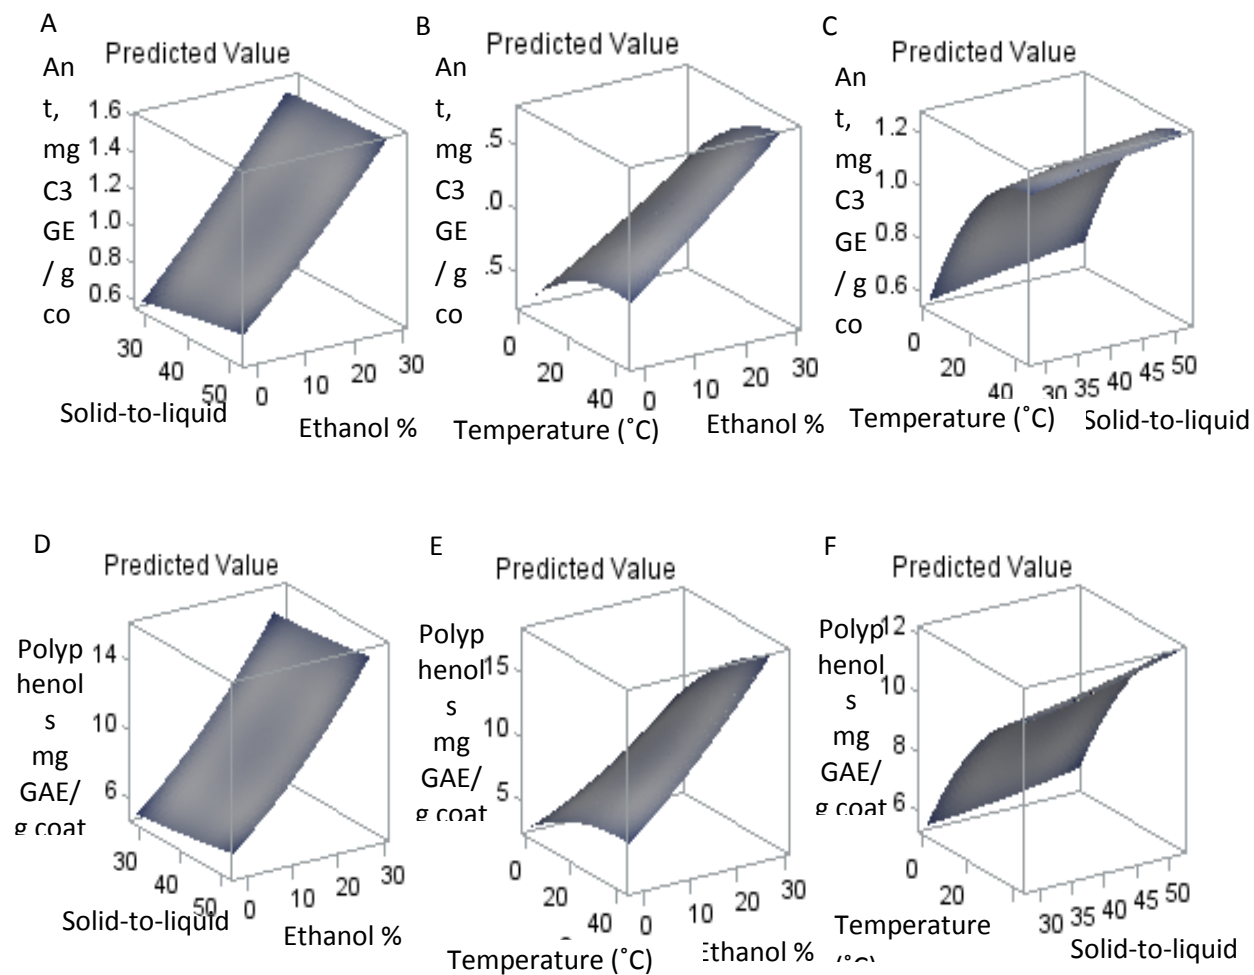 A
Predicted Value
An
t,
mg
C3
GE
/ g
co
1.6
1.4
1.2
1.0
0.8
0.6
30
40
50
0
10
20
30
Solid-to-liquid
Ethanol %
B
Predicted Value
An
t,
mg
C3
GE
/ g
co
.5
.0
.5
0
20
40
0
10
20
30
Temperature (˚C)
Ethanol %
C
Predicted Value
An
t,
mg
C3
GE
/ g
co
1.2
1.0
0.8
0.6
0
20
40
30
35
40
45
50
Temperature (˚C)
Solid-to-liquid
D
Predicted Value
Polyp
henol
s
mg
GAE/
g coat
14
10
6
30
40
50
0
10
20
30
Solid-to-liquid
Ethanol %
E
Predicted Value
Polyp
henol
s
mg
GAE/
g coat
15
10
5
0
20
40
0
10
20
30
Temperature (˚C)
Ethanol %
F
Predicted Value
Polyp
henol
s
mg
GAE/
g coat
12
10
8
6
0
20
30
35
40
45
50
Temperature
(˚C)
Solid-to-liquid